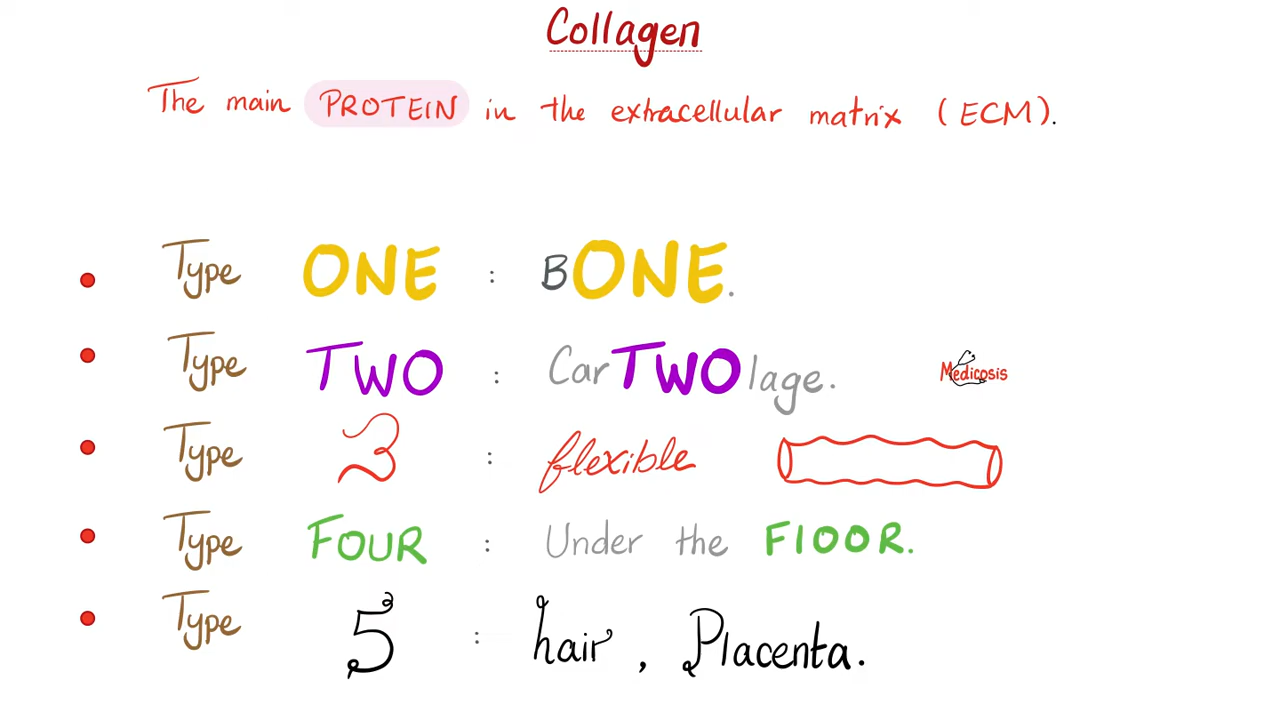 Collagen
The main PROTEIN in the extracellular matrix (ECM).
Type ONE : BONE.
Type TWO : CarTWOlage.
Medicosis
Type 3 : flexible
Type FOUR : Under the FlOOR.
Type 5 : hair, Placenta.